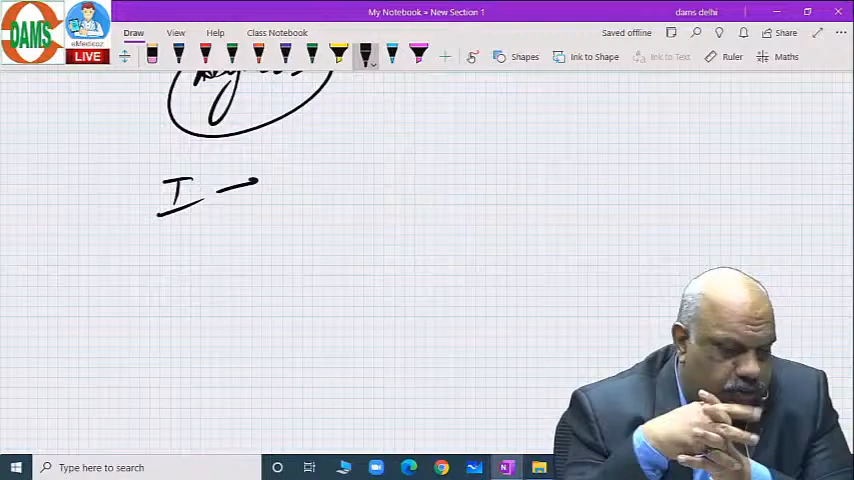 DAMS
eMedicoz
LIVE
My Notebook » New Section 1
dams delhi
Draw
View
Help
Class Notebook
Saved offline
Share
Shapes
Ink to Shape
Ink to Text
Ruler
Maths
I –
Type here to search